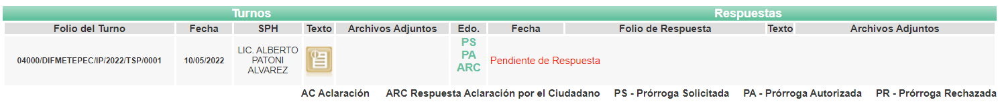 Turnos Respuestas
Folio del Turno Fecha SPH Texto Archivos Adjuntos Edo. Fecha Folio de Respuesta Texto Archivos Adjuntos
04000/DIFMETEPEC/IP/2022/TSP/0001 10/05/2022 LIC. ALBERTO PATONI ALVAREZ PS PA ARC Pendiente de Respuesta
AC Aclaración ARC Respuesta Aclaración por el Ciudadano PS - Prórroga Solicitada PA - Prórroga Autorizada PR - Prórroga Rechazada